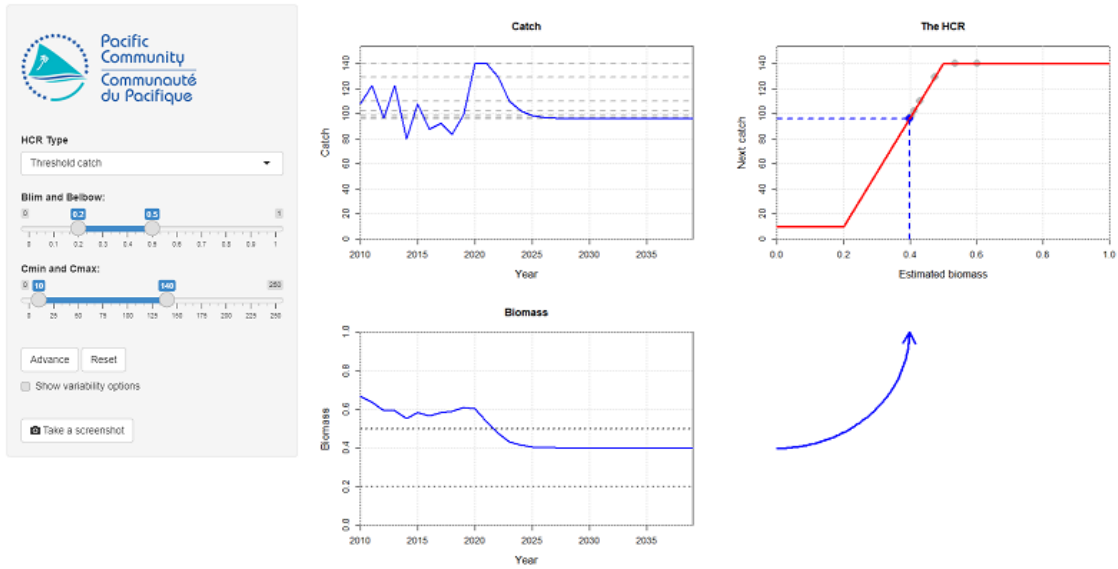 Pacific
Community
Communauté
du Pacifique
HCR Type
Threshold catch
Blim and Belbow:
0 0.2 0.5 1
0 0.1 0.2 0.3 0.4 0.5 0.6 0.7 0.8 0.9 1
Cmin and Cmax:
0 10 140 260
0 25 50 75 100 125 150 175 200 225 250
Advance Reset
Show variability options
Take a screenshot
Catch
Catch
0 20 40 60 80 100 120 140
2010 2015 2020 2025 2030 2035
Year
The HCR
Next catch
0 20 40 60 80 100 120 140
0.0 0.2 0.4 0.6 0.8 1.0
Estimated biomass
Biomass
Biomass
0.0 0.2 0.4 0.6 0.8 1.0
2010 2015 2020 2025 2030 2035
Year